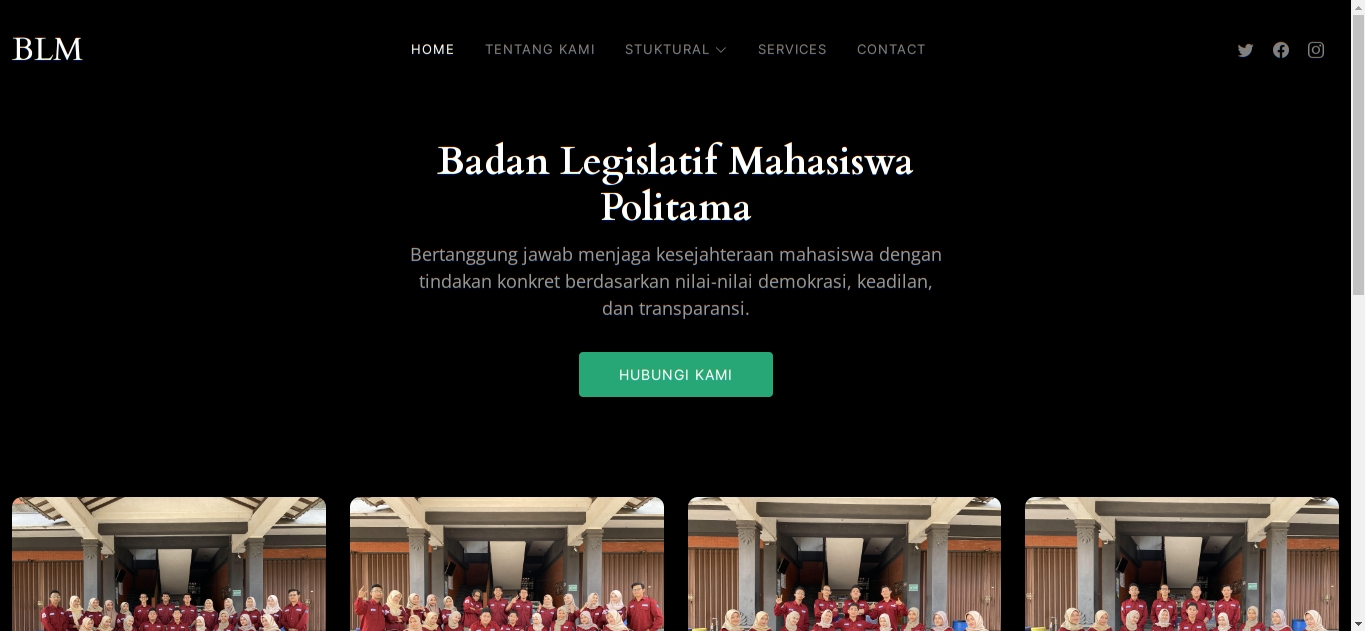 BLM
HOME
TENTANG KAMI
STUKTURAL
SERVICES
CONTACT
Badan Legislatif Mahasiswa
Politama
Bertanggung jawab menjaga kesejahteraan mahasiswa dengan
tindakan konkret berdasarkan nilai-nilai demokrasi, keadilan,
dan transparansi.
HUBUNGI KAMI